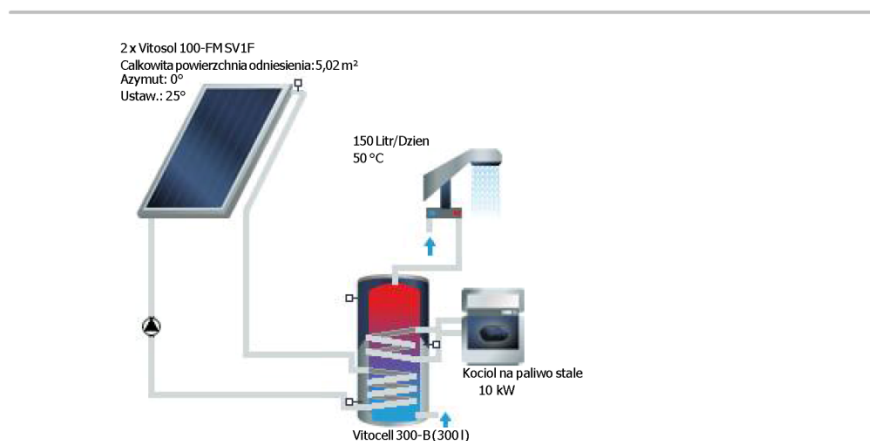 2 x Vitosol 100-FM SV1F
Calkowita powierzchnia odniesienia: 5,02 m²
Azymut: 0°
Ustaw.: 25°
150 Litr/Dzien
50 °C
Kociol na paliwo stale
10 kW
Vitocell 300-B (300 l)